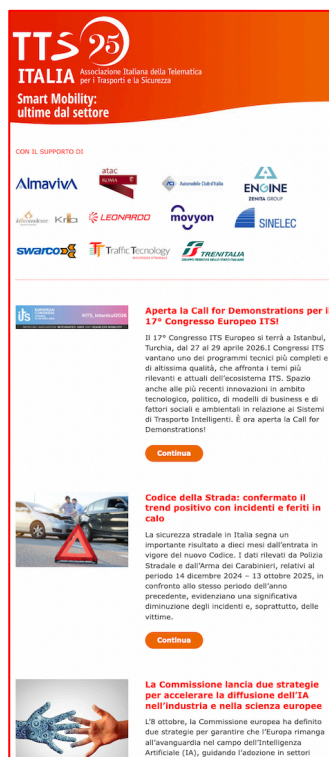 TTS 25
ITALIA Associazione Italiana della Telematica
per i Trasporti e la Sicurezza
Smart Mobility:
ultime dal settore
CON IL SUPPORTO DI
AlmavivA
atac
ROMA
Automobile Club d'Italia
ENGINE
ZENITA GROUP
Kria
LEONARDO
movyon
SINELEC
SWARCO
Traffic Tecnology
TRENITALIA
GRUPPO FERROVIE DELLO STATO ITALIANE
its
EUROPEAN
CONGRESS
#ITS_Istanbul2026
Aperta la Call for Demonstrations per il
17° Congresso Europeo ITS!
Il 17° Congresso ITS Europeo si terrà a Istanbul,
Turchia, dal 27 al 29 aprile 2026.I Congressi ITS
vantano uno dei programmi tecnici più completi e
di altissima qualità, che affronta i temi più
rilevanti e attuali dell'ecosistema ITS. Spazio
anche alle più recenti innovazioni in ambito
tecnologico, politico, di modelli di business e di
fattori sociali e ambientali in relazione ai Sistemi
di Trasporto Intelligenti. È ora aperta la Call for
Demonstrations!
Continua
Codice della Strada: confermato il
trend positivo con incidenti e feriti in
calo
La sicurezza stradale in Italia segna un
importante risultato a dieci mesi dall'entrata in
vigore del nuovo Codice. I dati rilevati da Polizia
Stradale e dall'Arma dei Carabinieri, relativi al
periodo 14 dicembre 2024 – 13 ottobre 2025, in
confronto allo stesso periodo dell'anno
precedente, evidenziano una significativa
diminuzione degli incidenti e, soprattutto, delle
vittime.
Continua
La Commissione lancia due strategie
per accelerare la diffusione dell'IA
nell'industria e nella scienza europee
L'8 ottobre, la Commissione europea ha definito
due strategie per garantire che l'Europa rimanga
all'avanguardia nel campo dell'Intelligenza
Artificiale (IA), guidando l'adozione in settori